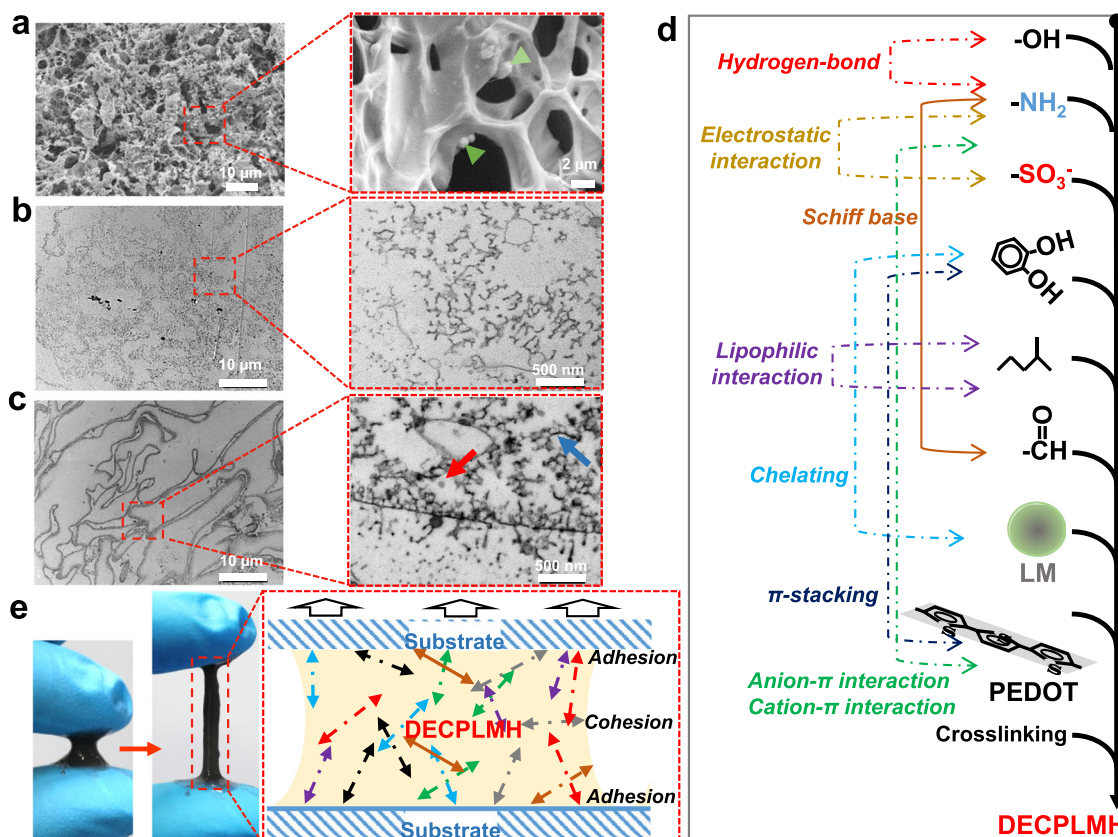 a
10 µm
2 µm
b
10 µm
500 nm
c
10 µm
500 nm
d
Hydrogen-bond
Electrostatic
interaction
Schiff base
Lipophilic
interaction
Chelating
π-stacking
Anion-π interaction
Cation-π interaction
-OH
-NH₂
-SO₃⁻
-OH
OH
O
-CH
LM
S
S
S
PEDOT
Crosslinking
DECPLMH
e
Substrate
Adhesion
DECPLMH
Cohesion
Adhesion
Substrate